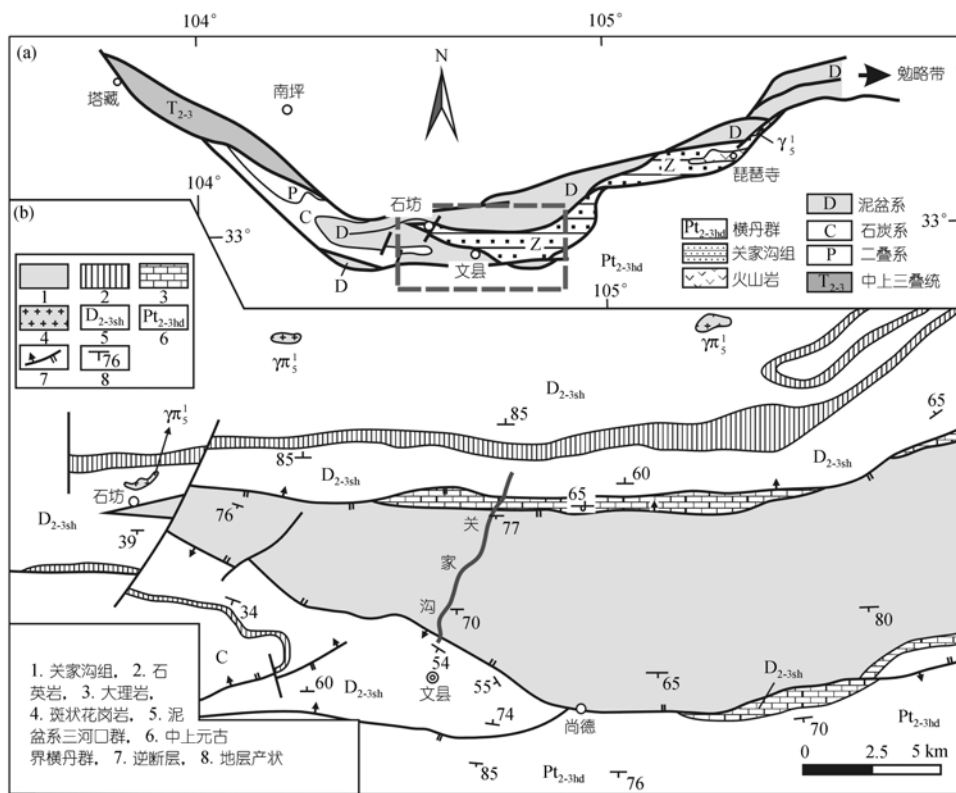 104°
105°
(a)
N
D
勉略带
塔藏
南坪
T₂₋₃
D
γ₅¹
Z
琵琶寺
104°
P
石坊
D
C
33°
D
Z
文县
D
Pt₂₋₃hd
105°
33°
Pt₂₋₃hd 横丹群
关家沟组
火山岩
D 泥盆系
C 石炭系
P 二叠系
T₂₋₃ 中上三叠统
(b)
1
2
3
4
D₂₋₃sh
5
Pt₂₋₃hd
6
7
76
8
γπ₅¹
γπ₅¹
D₂₋₃sh
D₂₋₃sh
65
85
γπ₅¹
85
D₂₋₃sh
60
D₂₋₃sh
石坊
65
D₂₋₃sh
76
关
77
39
家
34
沟
70
80
C
54
D₂₋₃sh
60
D₂₋₃sh
文县
55
65
74
尚德
70
Pt₂₋₃hd
85
Pt₂₋₃hd
76
1. 关家沟组, 2. 石
英岩, 3. 大理岩,
4. 斑状花岗岩, 5. 泥
盆系三河口群, 6. 中上元古
界横丹群, 7. 逆断层, 8. 地层产状
0 2.5 5 km